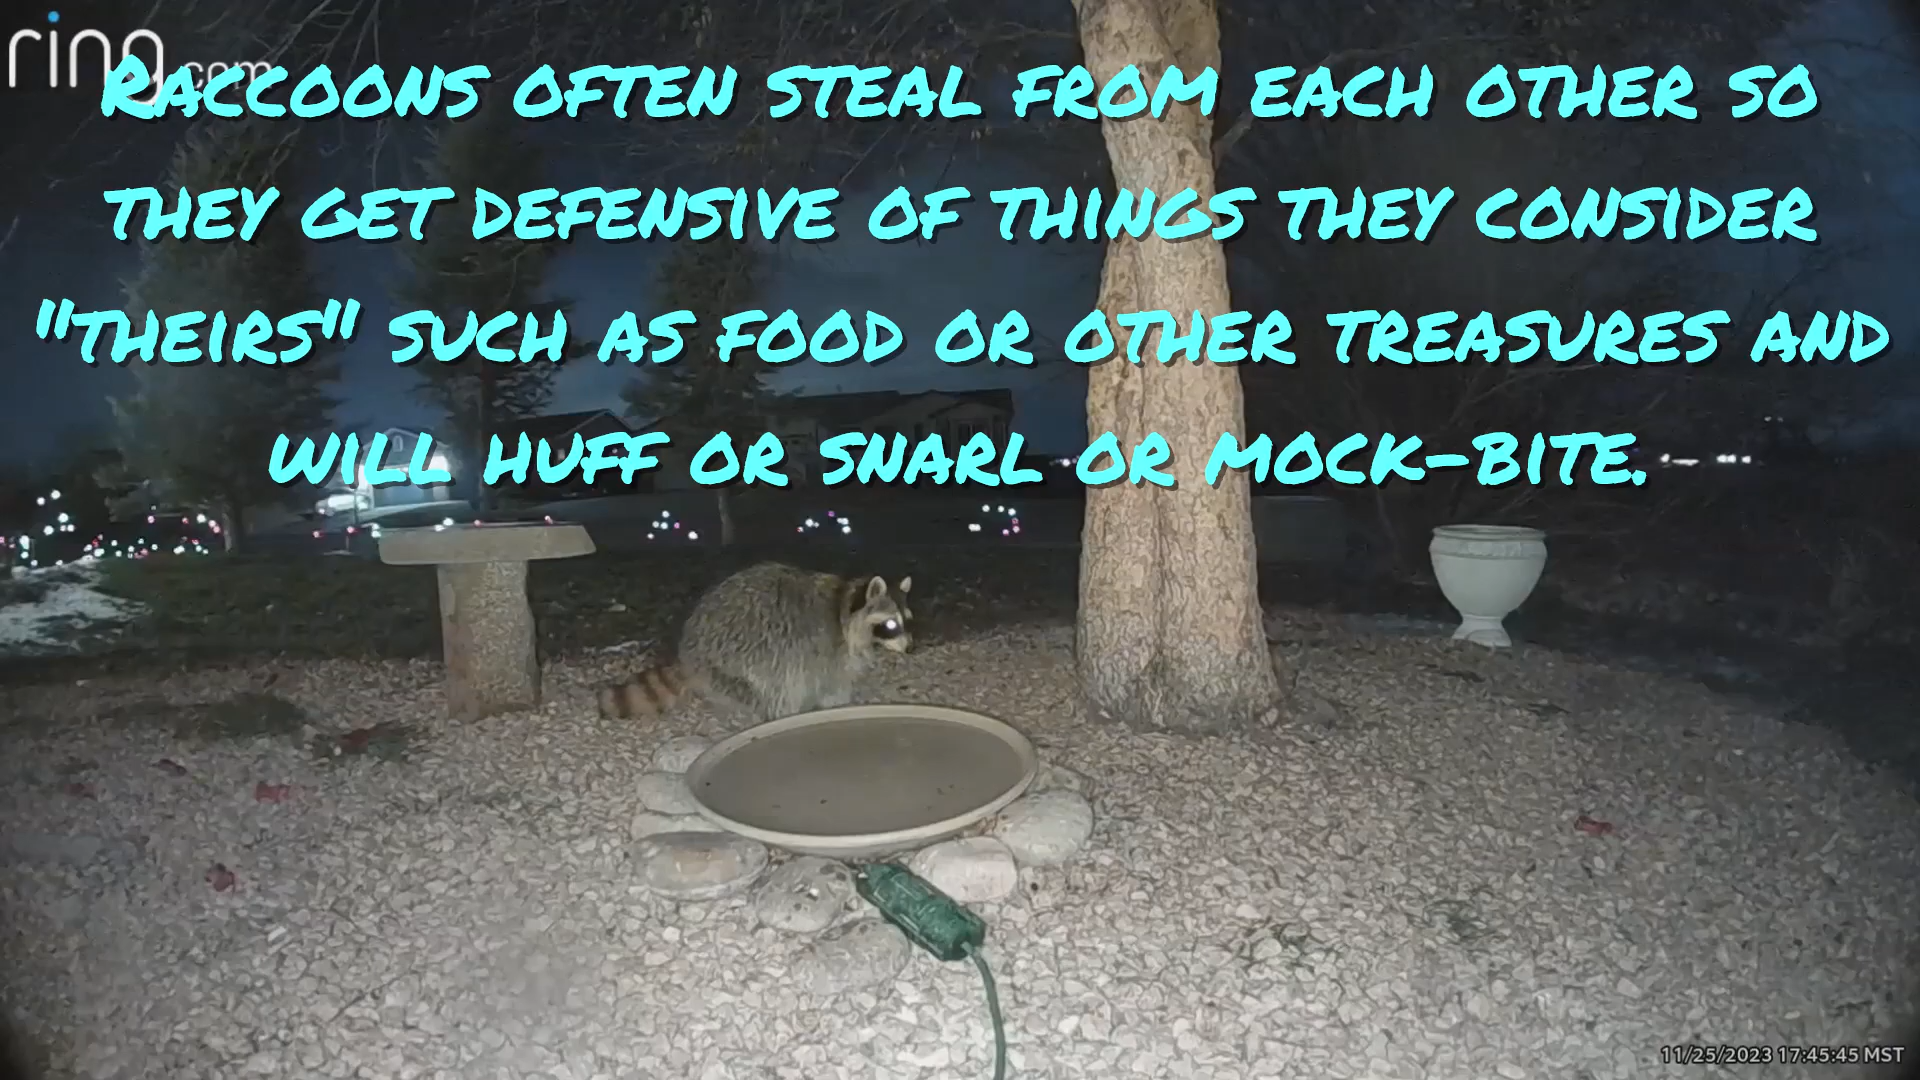 ring.com
Raccoons often steal from each other so
they get defensive of things they consider
"theirs" such as food or other treasures and
will huff or snarl or mock-bite.
11/25/2023 17:45:45 MST